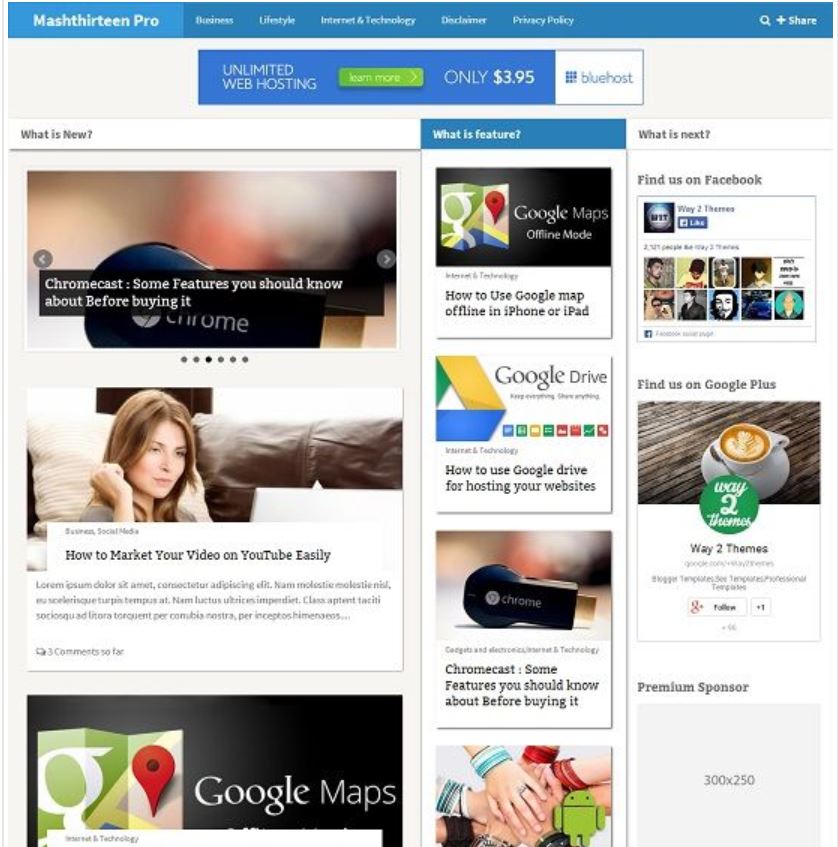 Mashthirteen Pro
Business
Lifestyle
Internet & Technology
Disclaimer
Privacy Policy
Share
UNLIMITED
WEB HOSTING
learn more
ONLY $3.95
bluehost
What is New?
Chromecast : Some Features you should know
about Before buying it
chrome
Business, Social Media
How to Market Your Video on YouTube Easily
Lorem ipsum dolor sit amet, consectetur adipiscing elit. Nam molestie molestie nisl,
eu scelerisque turpis tempus at. Nam luctus ultrices imperdiet. Class aptent taciti
sociosqu ad litora torquent per conubia nostra, per inceptos himenaeos....
3 Comments so far
Google Maps
Internet & Technology
What is feature?
Google Maps
Offline Mode
Internet & Technology
How to Use Google map
offline in iPhone or iPad
Google Drive
Keep everything. Share anything.
Internet & Technology
How to use Google drive
for hosting your websites
chrome
Gadgets and electronics,Internet & Technology
Chromecast : Some
Features you should know
about Before buying it
What is next?
Find us on Facebook
W2T
Way 2 Themes
Like
2,121 people like Way 2 Themes
Facebook social plugin
Find us on Google Plus
way
2
themes
Way 2 Themes
google.com/+Way2themes
Blogger Templates,Seo Templates,Professional
Templates
g+ Follow +1
Premium Sponsor
300x250